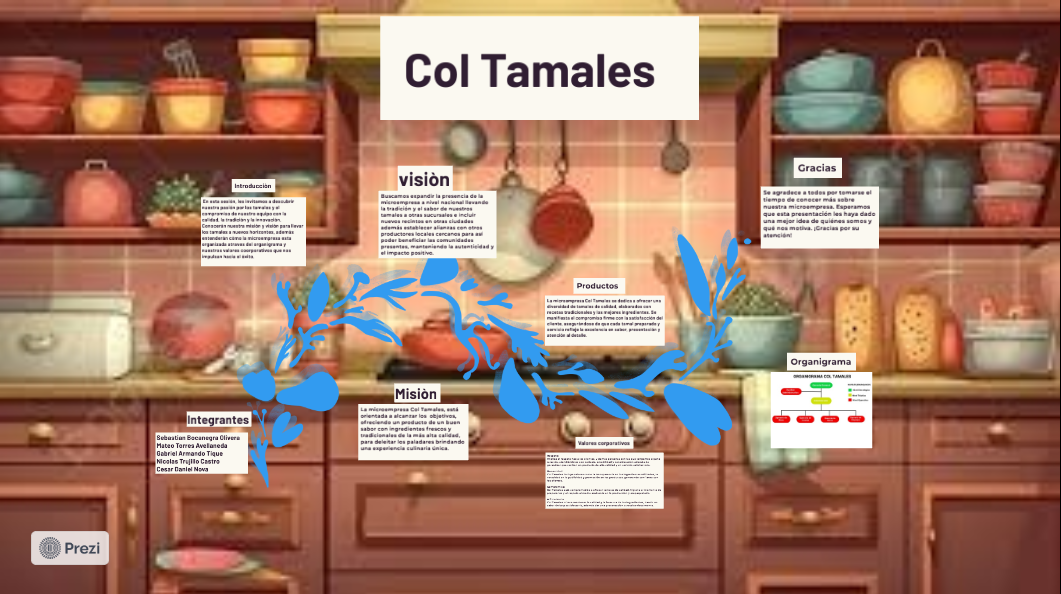 Col Tamales
Introducciòn
En esta sesión, los invitamos a descubrir
nuestra pasión por los tamales y el
compromiso de nuestro equipo con la
calidad, la tradición y la innovación.
Conocerán nuestra misión y visión para llevar
los tamales a nuevos horizontes, además
entenderán cómo la microempresa esta
organizada através del organigrama y
nuestros valores coorporativos que nos
impulsan hacia el éxito.
visiòn
Buscamos expandir la presencia de la
microempresa a nivel nacional llevando
la tradición y el sabor de nuestros
tamales a otras sucursales e incluir
nuevos recintos en otras ciudades
además establecer alianzas con otros
productores locales cercanos para así
poder beneficiar las comunidades
presentes, manteniendo la autenticidad y
el impacto positivo.
Gracias
Se agradece a todos por tomarse el
tiempo de conocer más sobre
nuestra microempresa. Esperamos
que esta presentación les haya dado
una mejor idea de quiénes somos y
qué nos motiva. ¡Gracias por su
atención!
Productos
La microempresa Col Tamales se dedica a ofrecer una
diversidad de tamales de calidad, elaborados con
recetas tradicionales y los mejores ingredientes. Se
manifiesta el compromiso firme con la satisfacción del
cliente, asegurándose de que cada tamal preparado y
servicio refleje la excelencia en sabor, presentación y
atención al detalle.
Organigrama
ORGANIGRAMA COL TAMALES
Misiòn
La microempresa Col Tamales, está
orientada a alcanzar los objetivos,
ofreciendo un producto de un buen
sabor con ingredientes frescos y
tradicionales de la más alta calidad,
para deleitar los paladares brindando
una experiencia culinaria única.
Integrantes
Sebastian Bocanegra Olivera
Mateo Torres Avellaneda
Gabriel Armando Tique
Nicolas Trujillo Castro
Cesar Daniel Nova
Valores corporativos
Prezi